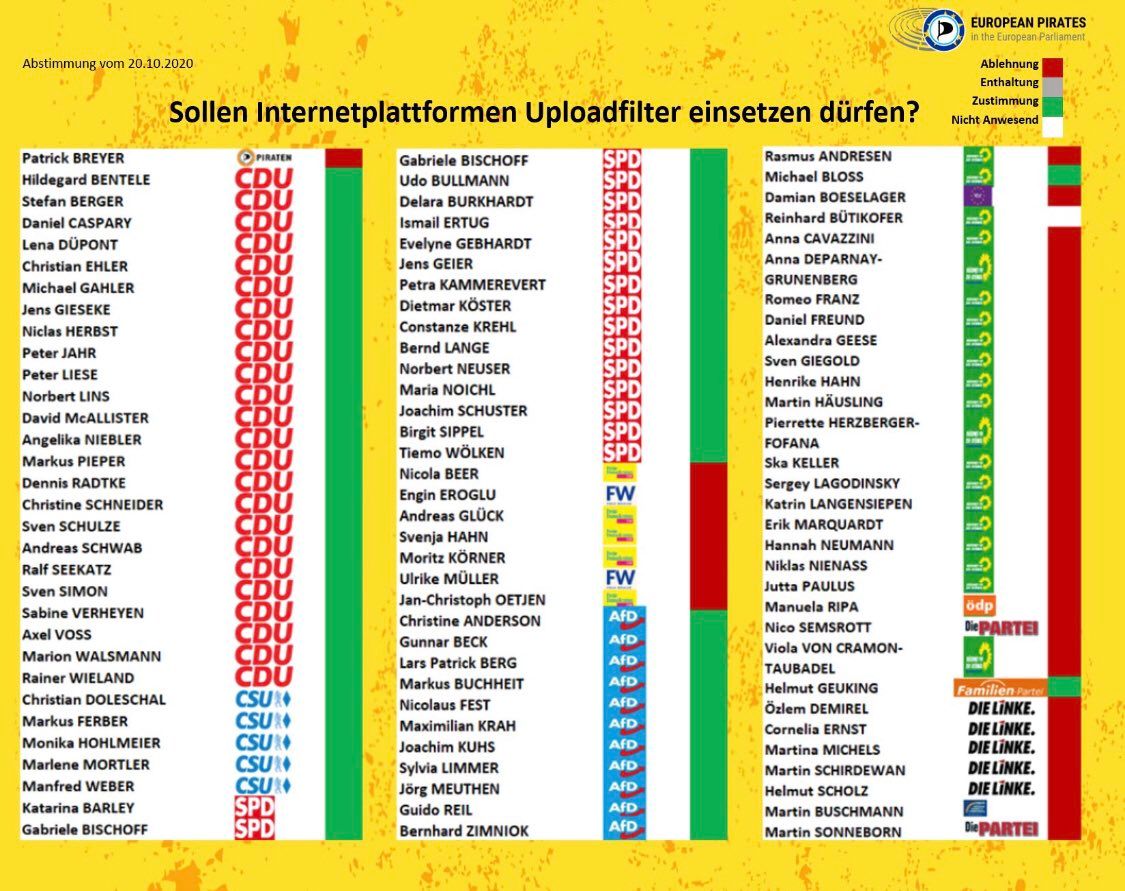 EUROPEAN PIRATES
in the European Parliament
Abstimmung vom 20.10.2020
Ablehnung
Enthaltung
Zustimmung
Nicht Anwesend
Sollen Internetplattformen Uploadfilter einsetzen dürfen?
Patrick BREYER PIRATEN
Hildegard BENTELE CDU
Stefan BERGER CDU
Daniel CASPARY CDU
Lena DÜPONT CDU
Christian EHLER CDU
Michael GAHLER CDU
Jens GIESEKE CDU
Niclas HERBST CDU
Peter JAHR CDU
Peter LIESE CDU
Norbert LINS CDU
David McALLISTER CDU
Angelika NIEBLER CDU
Markus PIEPER CDU
Dennis RADTKE CDU
Christine SCHNEIDER CDU
Sven SCHULZE CDU
Andreas SCHWAB CDU
Ralf SEEKATZ CDU
Sven SIMON CDU
Sabine VERHEYEN CDU
Axel VOSS CDU
Marion WALSMANN CDU
Rainer WIELAND CDU
Christian DOLESCHAL CSU
Markus FERBER CSU
Monika HOHLMEIER CSU
Marlene MORTLER CSU
Manfred WEBER CSU
Katarina BARLEY SPD
Gabriele BISCHOFF SPD
Gabriele BISCHOFF SPD
Udo BULLMANN SPD
Delara BURKHARDT SPD
Ismail ERTUG SPD
Evelyne GEBHARDT SPD
Jens GEIER SPD
Petra KAMMEREVERT SPD
Dietmar KÖSTER SPD
Constanze KREHL SPD
Bernd LANGE SPD
Norbert NEUSER SPD
Maria NOICHL SPD
Joachim SCHUSTER SPD
Birgit SIPPEL SPD
Tiemo WÖLKEN SPD
Nicola BEER
Engin EROGLU FW
Andreas GLÜCK
Svenja HAHN
Moritz KÖRNER
Ulrike MÜLLER FW
Jan-Christoph OETJEN
Christine ANDERSON AfD
Gunnar BECK AfD
Lars Patrick BERG AfD
Markus BUCHHEIT AfD
Nicolaus FEST AfD
Maximilian KRAH AfD
Joachim KUHS AfD
Sylvia LIMMER AfD
Jörg MEUTHEN AfD
Guido REIL AfD
Bernhard ZIMNIOK AfD
Rasmus ANDRESEN
Michael BLOSS
Damian BOESELAGER
Reinhard BÜTIKOFER
Anna CAVAZZINI
Anna DEPARNAY-
GRUNENBERG
Romeo FRANZ
Daniel FREUND
Alexandra GEESE
Sven GIEGOLD
Henrike HAHN
Martin HÄUSLING
Pierrette HERZBERGER-
FOFANA
Ska KELLER
Sergey LAGODINSKY
Katrin LANGENSIEPEN
Erik MARQUARDT
Hannah NEUMANN
Niklas NIENASS
Jutta PAULUS
Manuela RIPA ödp
Nico SEMSROTT Die PARTEI
Viola VON CRAMON-
TAUBADEL
Helmut GEUKING Familien-Partei
Özlem DEMIREL DIE LINKE.
Cornelia ERNST DIE LINKE.
Martina MICHELS DIE LINKE.
Martin SCHIRDEWAN DIE LINKE.
Helmut SCHOLZ DIE LINKE.
Martin BUSCHMANN
Martin SONNEBORN Die PARTEI